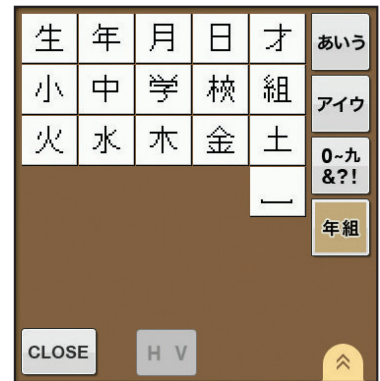 生 年 月 日 才
小 中 学 校 組
火 水 木 金 土
あいう
アイウ
0~九
&?!
年組
CLOSE
H V